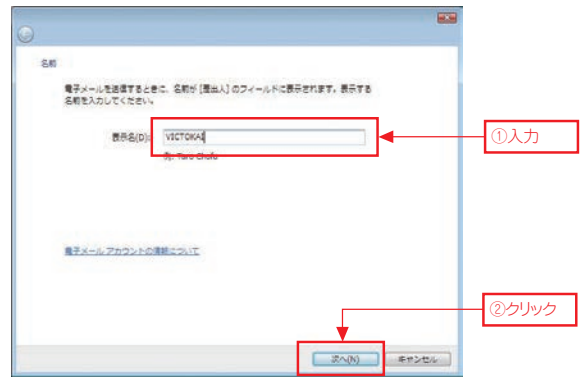 名前
電子メールを送信するときに、名前が [差出人] のフィールドに表示されます。表示する
名前を入力してください。
表示名(D): VICTOKAI
①入力
例: Taro Chofu
電子メール アカウントの情報について
②クリック
次へ(N) キャンセル